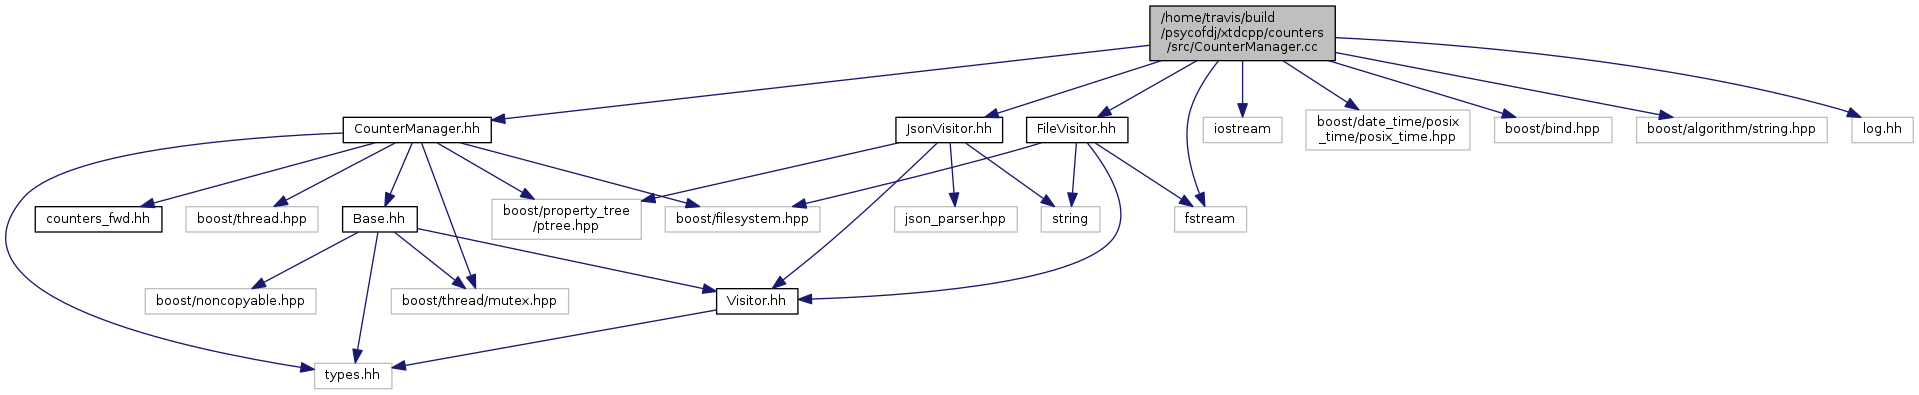 /home/travis/build
/psycofdj/xtdcpp/counters
/src/CounterManager.cc
CounterManager.hh
JsonVisitor.hh
FileVisitor.hh
iostream
boost/date_time/posix
_time/posix_time.hpp
boost/bind.hpp
boost/algorithm/string.hpp
log.hh
counters_fwd.hh
boost/thread.hpp
Base.hh
boost/property_tree
/ptree.hpp
boost/filesystem.hpp
json_parser.hpp
string
fstream
boost/noncopyable.hpp
boost/thread/mutex.hpp
Visitor.hh
types.hh